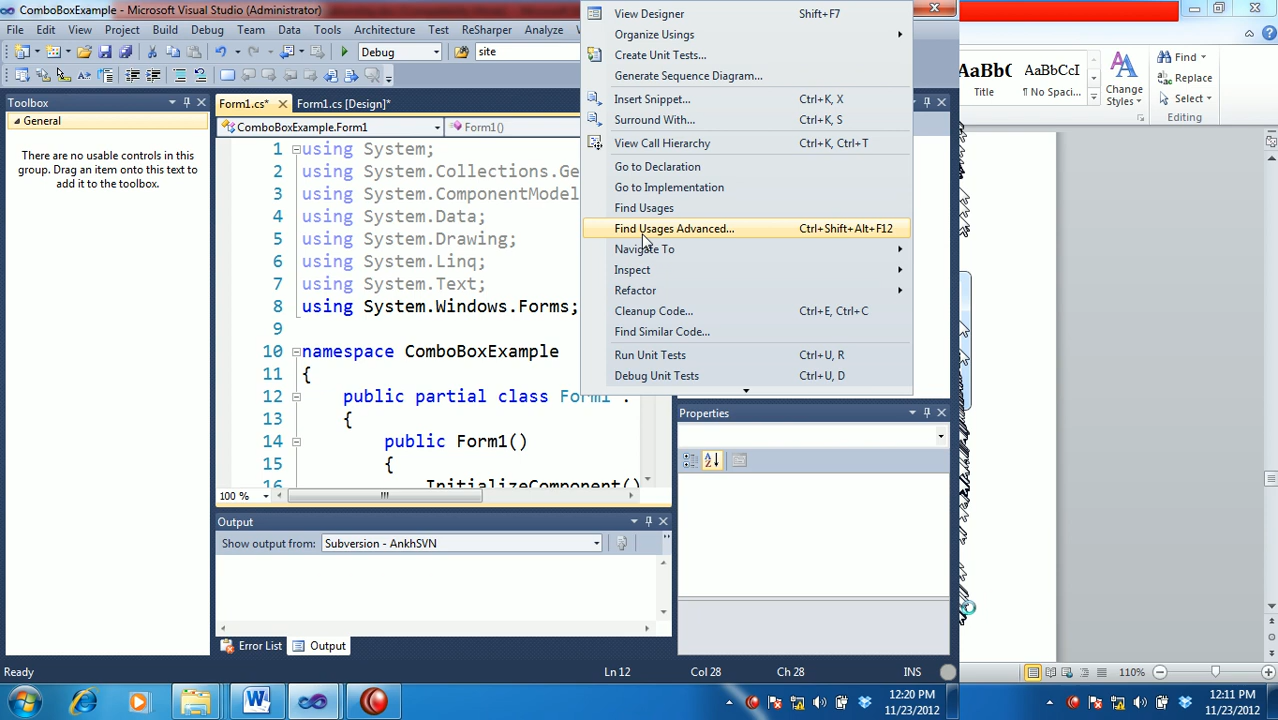 ComboBoxExample - Microsoft Visual Studio (Administrator)
File Edit View Project Build Debug Team Data Tools Architecture Test ReSharper Analyze
Debug site
Toolbox
General
There are no usable controls in this
group. Drag an item onto this text to
add it to the toolbox.
Form1.cs* Form1.cs [Design]*
ComboBoxExample.Form1 Form1()
1 using System;
2 using System.Collections.Ge
3 using System.ComponentModel
4 using System.Data;
5 using System.Drawing;
6 using System.Linq;
7 using System.Text;
8 using System.Windows.Forms;
9
10 namespace ComboBoxExample
11 {
12 public partial class Form1 :
13 {
14 public Form1()
15 {
16 InitializeComponent()
100 %
View Designer Shift+F7
Organize Usings
Create Unit Tests...
Generate Sequence Diagram...
Insert Snippet... Ctrl+K, X
Surround With... Ctrl+K, S
View Call Hierarchy Ctrl+K, Ctrl+T
Go to Declaration
Go to Implementation
Find Usages
Find Usages Advanced... Ctrl+Shift+Alt+F12
Navigate To
Inspect
Refactor
Cleanup Code... Ctrl+E, Ctrl+C
Find Similar Code...
Run Unit Tests Ctrl+U, R
Debug Unit Tests Ctrl+U, D
Properties
Output
Show output from: Subversion - AnkhSVN
Error List Output
Ready Ln 12 Col 28 Ch 28 INS
12:20 PM
11/23/2012
AaBb( AaBbCcI
Title ¶ No Spaci...
Change
Styles
Find
Replace
Select
Editing
110%
12:11 PM
11/23/2012